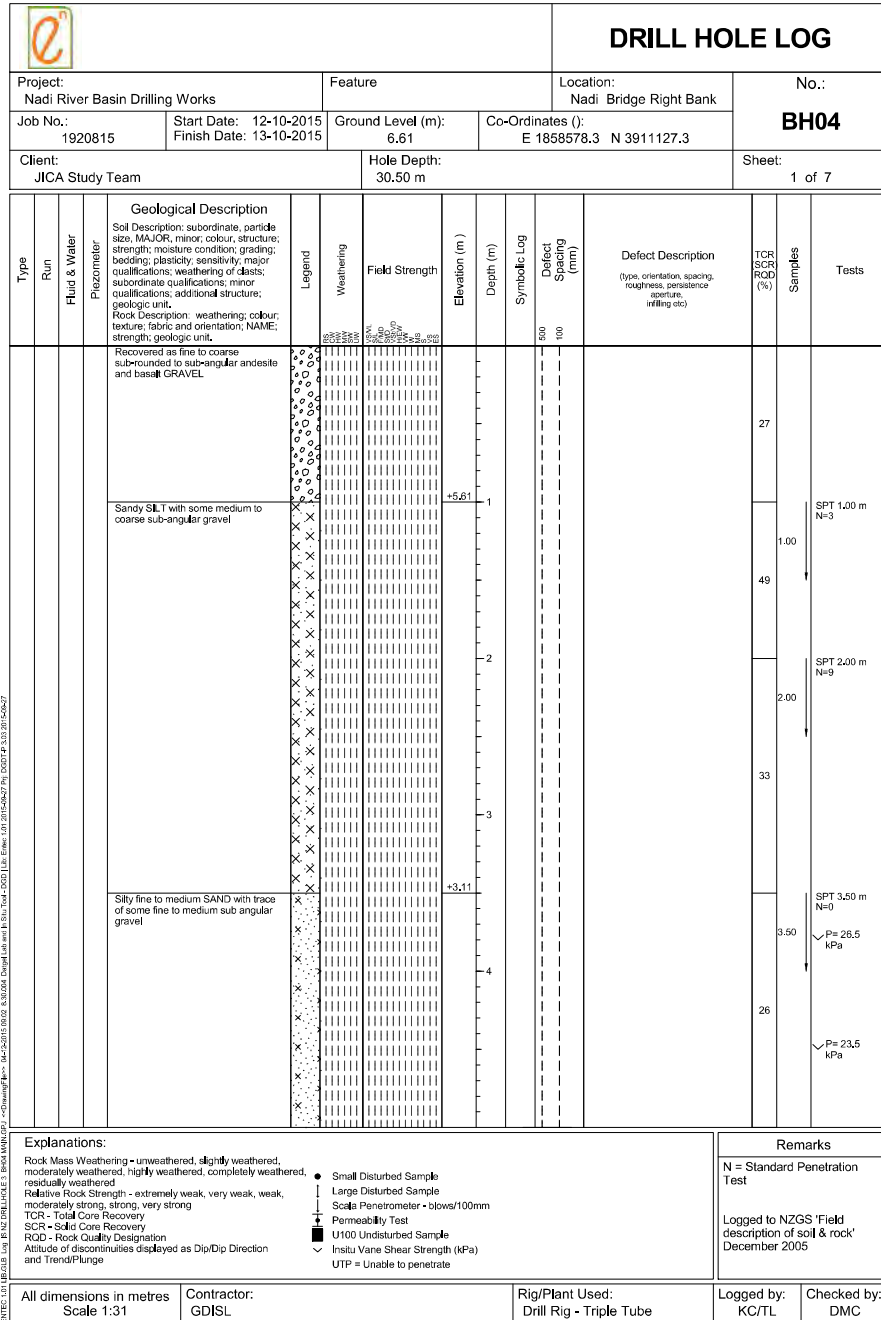 DRILL HOLE LOG
Project:
Nadi River Basin Drilling Works
Feature
Location:
Nadi Bridge Right Bank
No.:
BH04
Job No.:
1920815
Start Date: 12-10-2015
Finish Date: 13-10-2015
Ground Level (m):
6.61
Co-Ordinates ():
E 1858578.3 N 3911127.3
Client:
JICA Study Team
Hole Depth:
30.50 m
Sheet:
1 of 7
Type
Run
Fluid & Water
Piezometer
Geological Description
Soil Description: subordinate, particle
size, MAJOR, minor; colour, structure;
strength; moisture condition; grading;
bedding; plasticity; sensitivity; major
qualifications; weathering of clasts;
subordinate qualifications; minor
qualifications; additional structure;
geologic unit.
Rock Description: weathering; colour;
texture; fabric and orientation; NAME;
strength; geologic unit.
Legend
Weathering
RS
CW
HW
MW
SW
UW
Field Strength
Elevation (m )
Depth (m)
Symbolic Log
Defect
Spacing
(mm)
500
100
Defect Description
(type, orientation, spacing,
roughness, persistence
aperture,
infilling etc)
TCR
SCR
RQD
(%)
Samples
Tests
Recovered as fine to coarse
sub-rounded to sub-angular andesite
and basalt GRAVEL
27
+5.61
1
Sandy SILT with some medium to
coarse sub-angular gravel
SPT 1.00 m
N=3
1.00
49
2
SPT 2.00 m
N=9
2.00
33
3
+3.11
Silty fine to medium SAND with trace
of some fine to medium sub angular
gravel
SPT 3.50 m
N=0
3.50
P= 26.5
kPa
4
26
P= 23.5
kPa
Explanations:
Rock Mass Weathering - unweathered, slightly weathered,
moderately weathered, highly weathered, completely weathered,
residually weathered
Relative Rock Strength - extremely weak, very weak, weak,
moderately strong, strong, very strong
TCR - Total Core Recovery
SCR - Solid Core Recovery
RQD - Rock Quality Designation
Attitude of discontinuities displayed as Dip/Dip Direction
and Trend/Plunge
Small Disturbed Sample
Large Disturbed Sample
Scala Penetrometer - blows/100mm
Permeability Test
U100 Undisturbed Sample
Insitu Vane Shear Strength (kPa)
UTP = Unable to penetrate
Remarks
N = Standard Penetration
Test
Logged to NZGS 'Field
description of soil & rock'
December 2005
All dimensions in metres
Scale 1:31
Contractor:
GDISL
Rig/Plant Used:
Drill Rig - Triple Tube
Logged by:
KC/TL
Checked by:
DMC